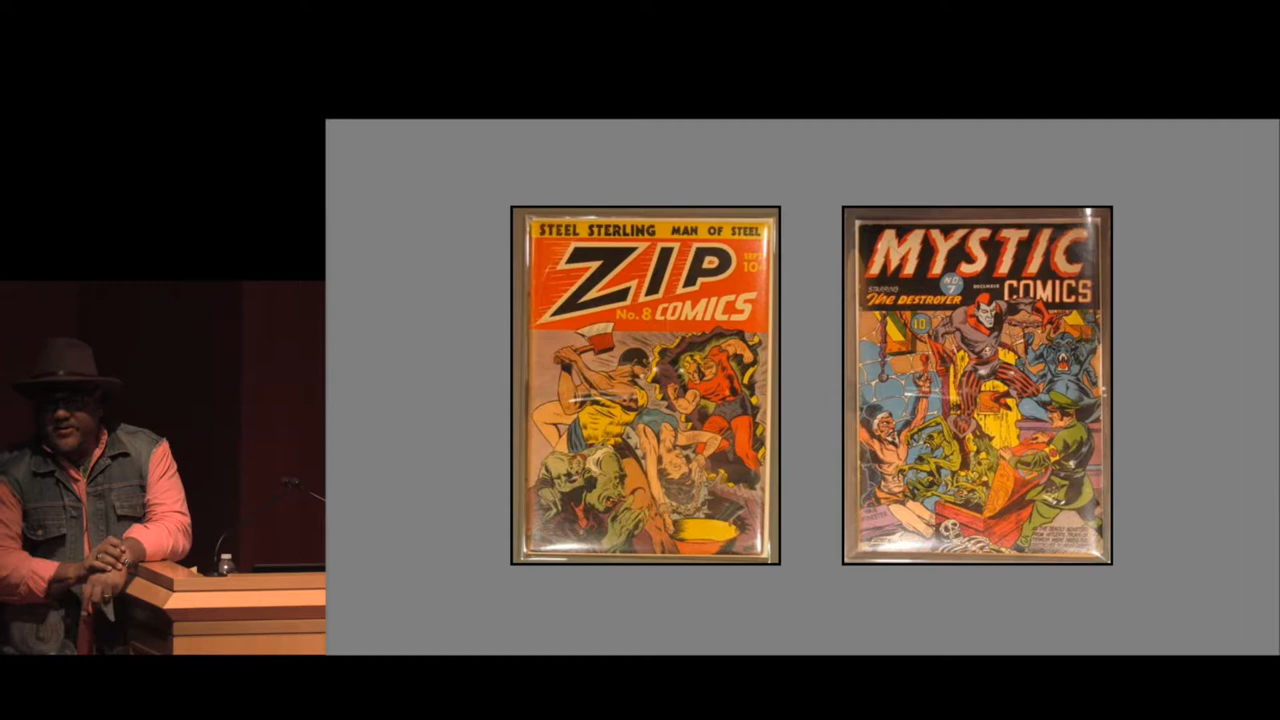 STEEL STERLING MAN OF STEEL
ZIP
SEPT.
10¢
No. 8 COMICS
MYSTIC
NO.
7
DECEMBER
STARRING
The DESTROYER
COMICS
10¢